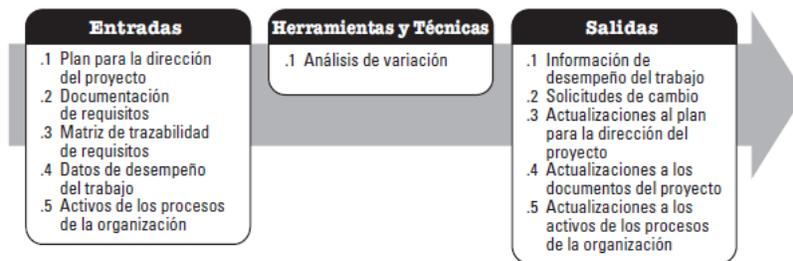 Entradas
.1 Plan para la dirección
del proyecto
.2 Documentación
de requisitos
.3 Matriz de trazabilidad
de requisitos
.4 Datos de desempeño
del trabajo
.5 Activos de los procesos
de la organización
Herramientas y Técnicas
.1 Análisis de variación
Salidas
.1 Información de
desempeño del trabajo
.2 Solicitudes de cambio
.3 Actualizaciones al plan
para la dirección del
proyecto
.4 Actualizaciones a los
documentos del proyecto
.5 Actualizaciones a los
activos de los procesos
de la organización